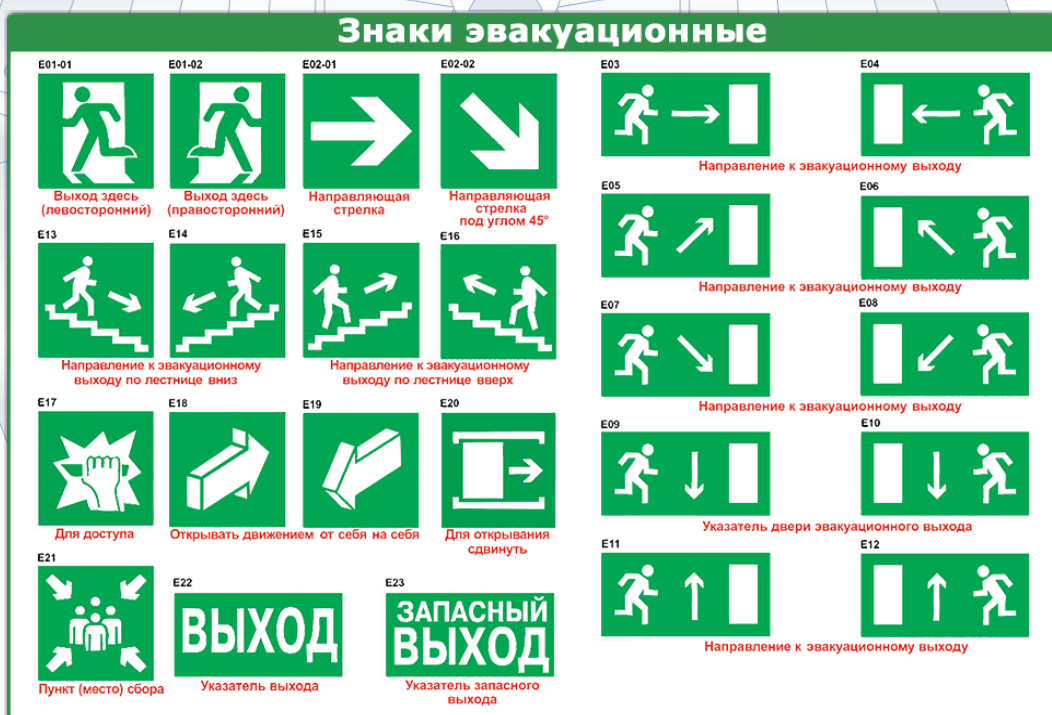 Знаки эвакуационные
E01-01
E01-02
E02-01
E02-02
Выход здесь
(левосторонний)
Выход здесь
(правосторонний)
Направляющая
стрелка
Направляющая
стрелка
под углом 45°
E13
E14
E15
E16
Направление к эвакуационному
выходу по лестнице вниз
Направление к эвакуационному
выходу по лестнице вверх
E17
E18
E19
E20
Для доступа
Открывать движением от себя на себя
Для открывания
сдвинуть
E21
E22
E23
ВЫХОД
ЗАПАСНЫЙ
ВЫХОД
Пункт (место) сбора
Указатель выхода
Указатель запасного
выхода
E03
E04
Направление к эвакуационному выходу
E05
E06
Направление к эвакуационному выходу
E07
E08
Направление к эвакуационному выходу
E09
E10
Указатель двери эвакуационного выхода
E11
E12
Направление к эвакуационному выходу